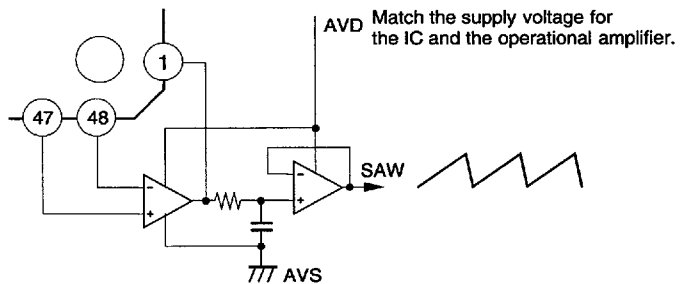 AVD Match the supply voltage for
the IC and the operational amplifier.
1
47 48
- +
- +
SAW
AVS